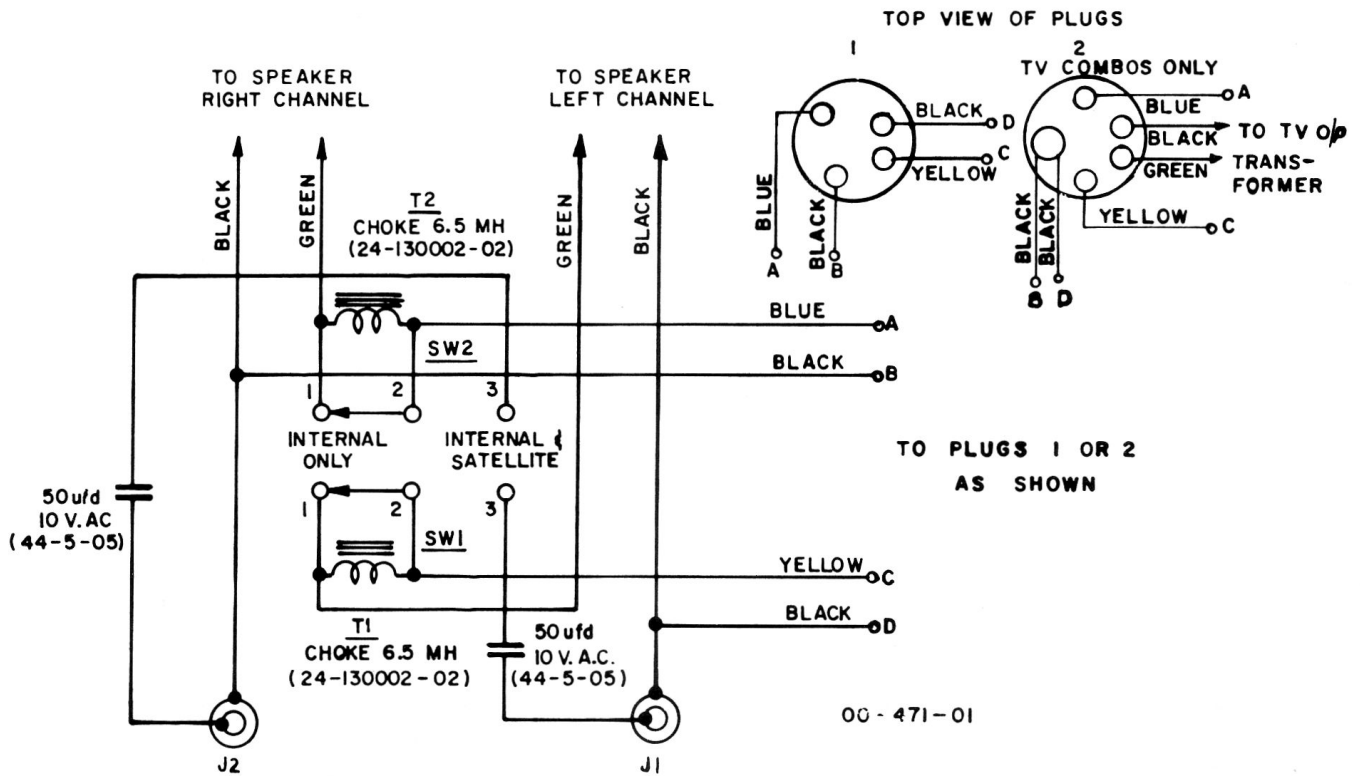 TOP VIEW OF PLUGS
1
2
TV COMBOS ONLY
TO SPEAKER
RIGHT CHANNEL
TO SPEAKER
LEFT CHANNEL
BLACK
D
YELLOW
C
BLUE
A
BLACK
B
BLUE
A
BLACK
TO TV O/P
GREEN
TRANS-
FORMER
YELLOW
C
BLACK
BLACK
B
D
BLACK
GREEN
T2
CHOKE 6.5 MH
(24-130002-02)
GREEN
BLACK
BLUE
A
SW2
BLACK
B
1
2
3
INTERNAL
ONLY
INTERNAL &
SATELLITE
TO PLUGS 1 OR 2
AS SHOWN
50ufd
10 V. AC
(44-5-05)
1
2
3
SW1
YELLOW
C
BLACK
D
T1
CHOKE 6.5 MH
(24-130002-02)
50ufd
10 V. A.C.
(44-5-05)
00-471-01
J2
J1